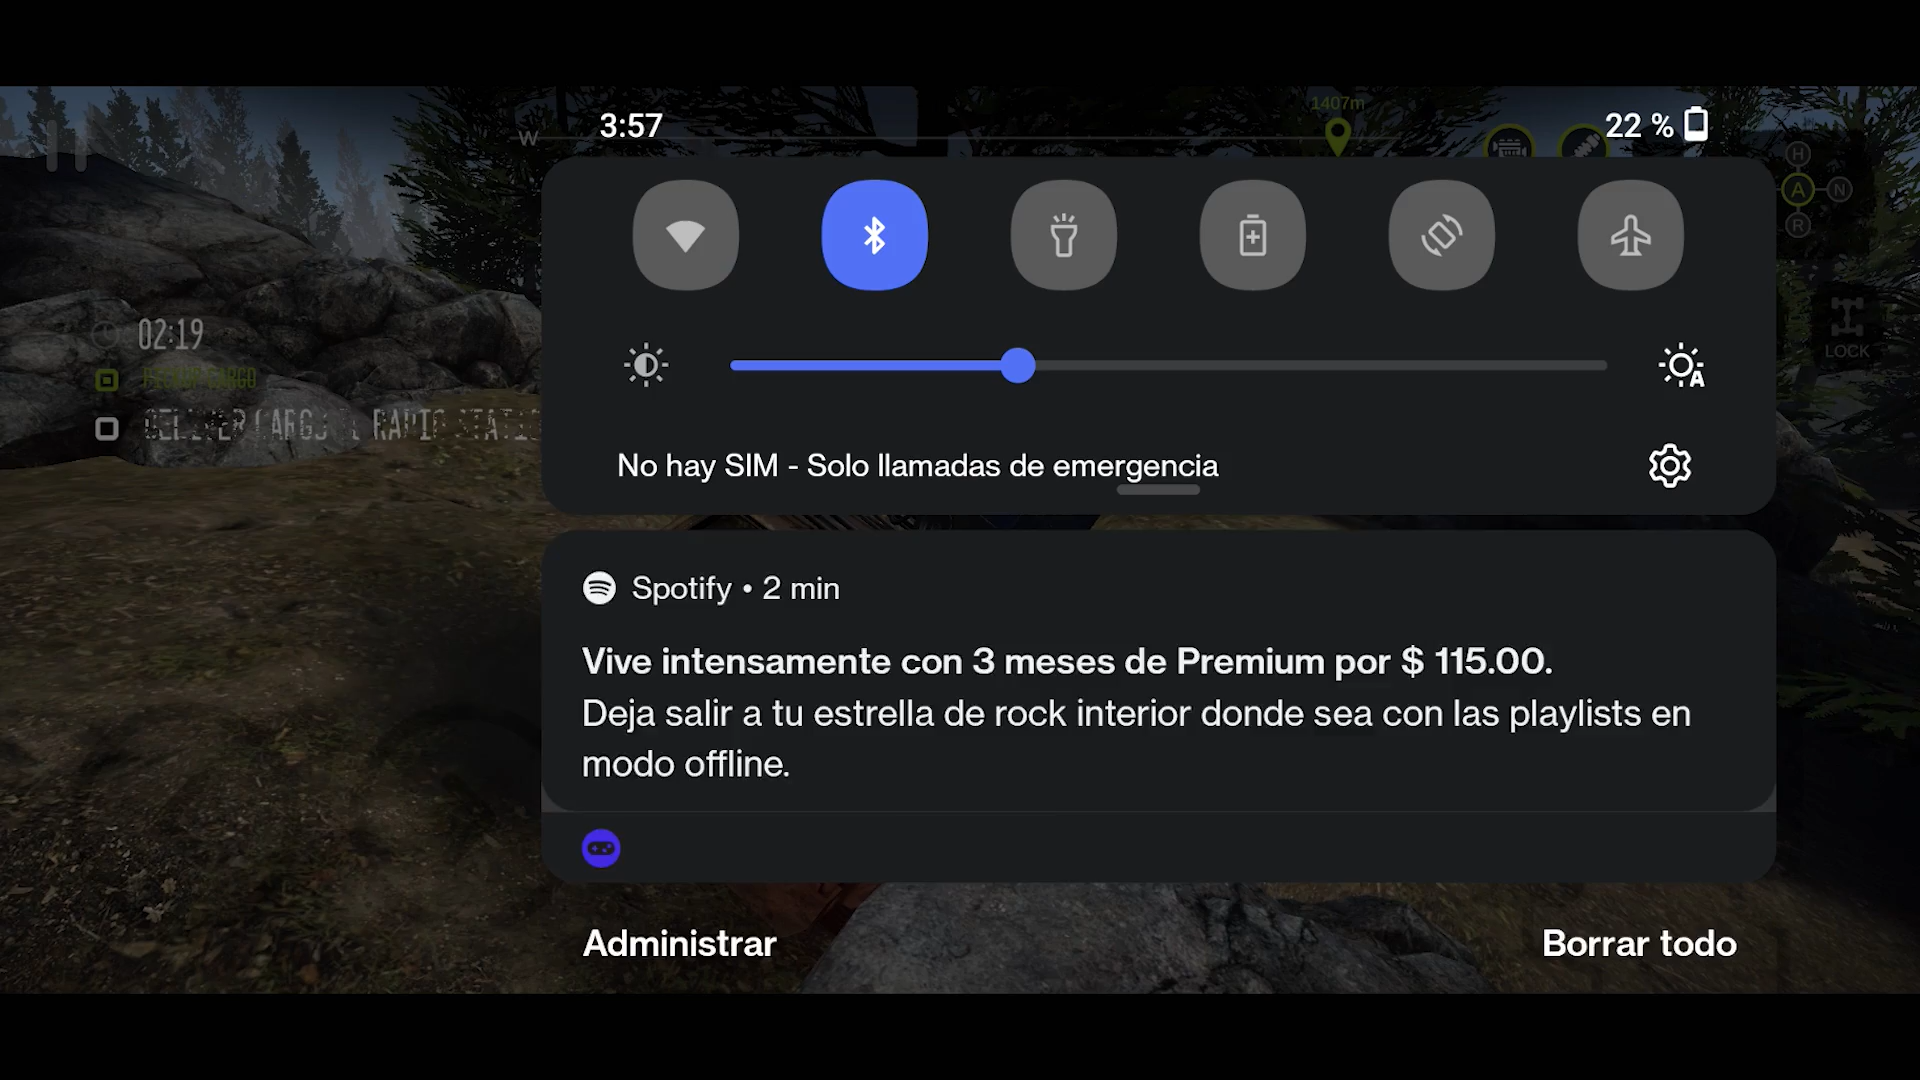 W
3:57
1407m
22 %
H
A
N
R
02:19
PICKUP CARGO
LOCK
No hay SIM - Solo llamadas de emergencia
Spotify • 2 min
Vive intensamente con 3 meses de Premium por $ 115.00.
Deja salir a tu estrella de rock interior donde sea con las playlists en
modo offline.
Administrar
Borrar todo